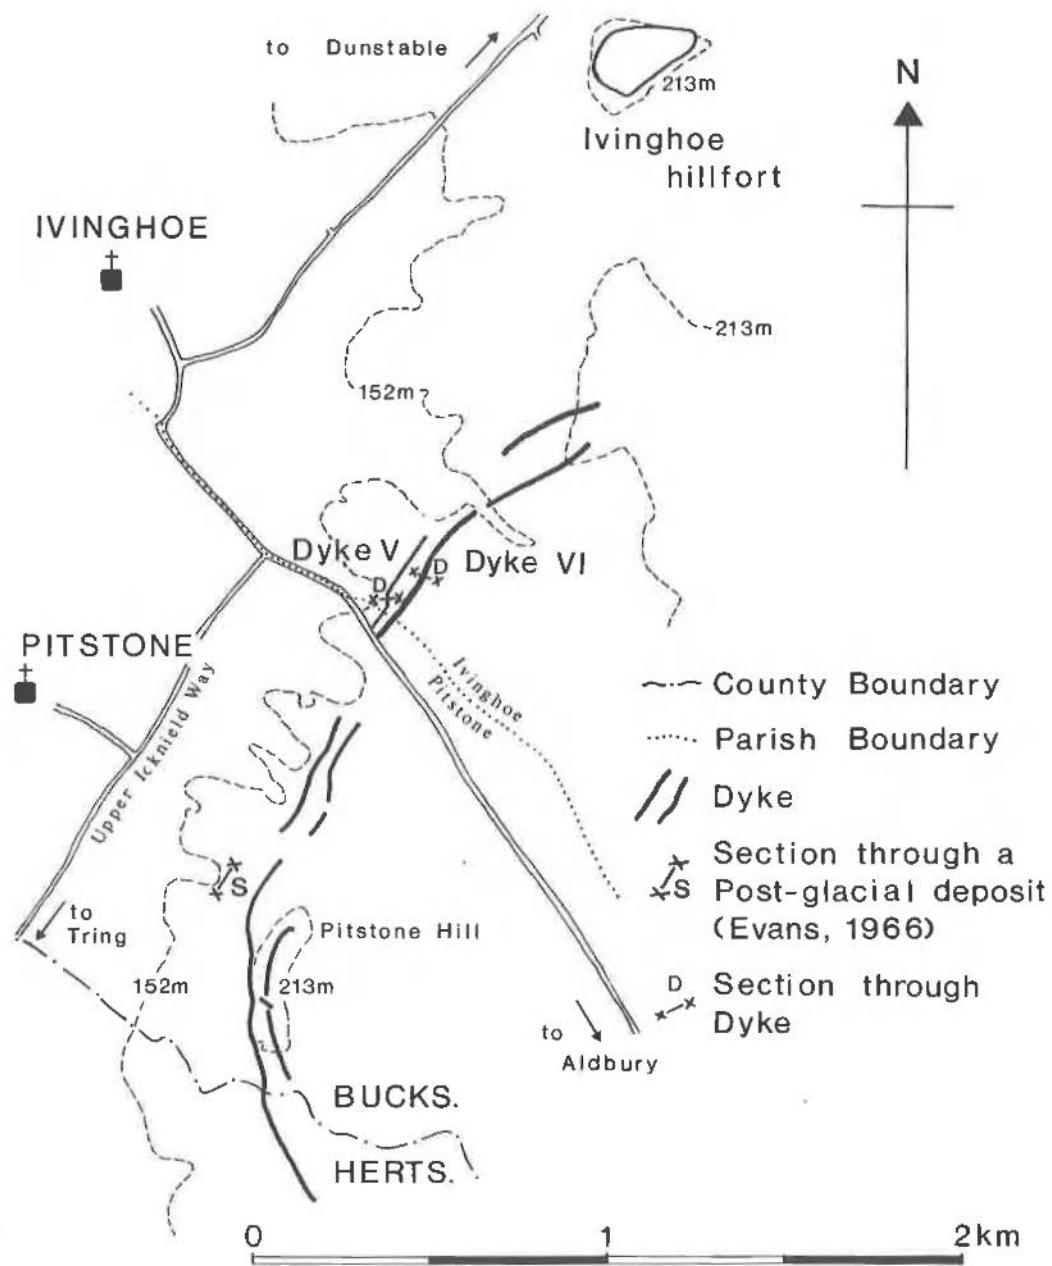 to Dunstable
213m
Ivinghoe
hillfort
N
IVINGHOE
213m
152m
Dyke V
D
D
Dyke VI
PITSTONE
Ivinghoe
Pitstone
Upper Icknield Way
County Boundary
Parish Boundary
Dyke
Section through a
Post-glacial deposit
(Evans, 1966)
S
S
to
Tring
Pitstone Hill
152m
213m
D
Section through
Dyke
to
Aldbury
BUCKS.
HERTS.
0
1
2km